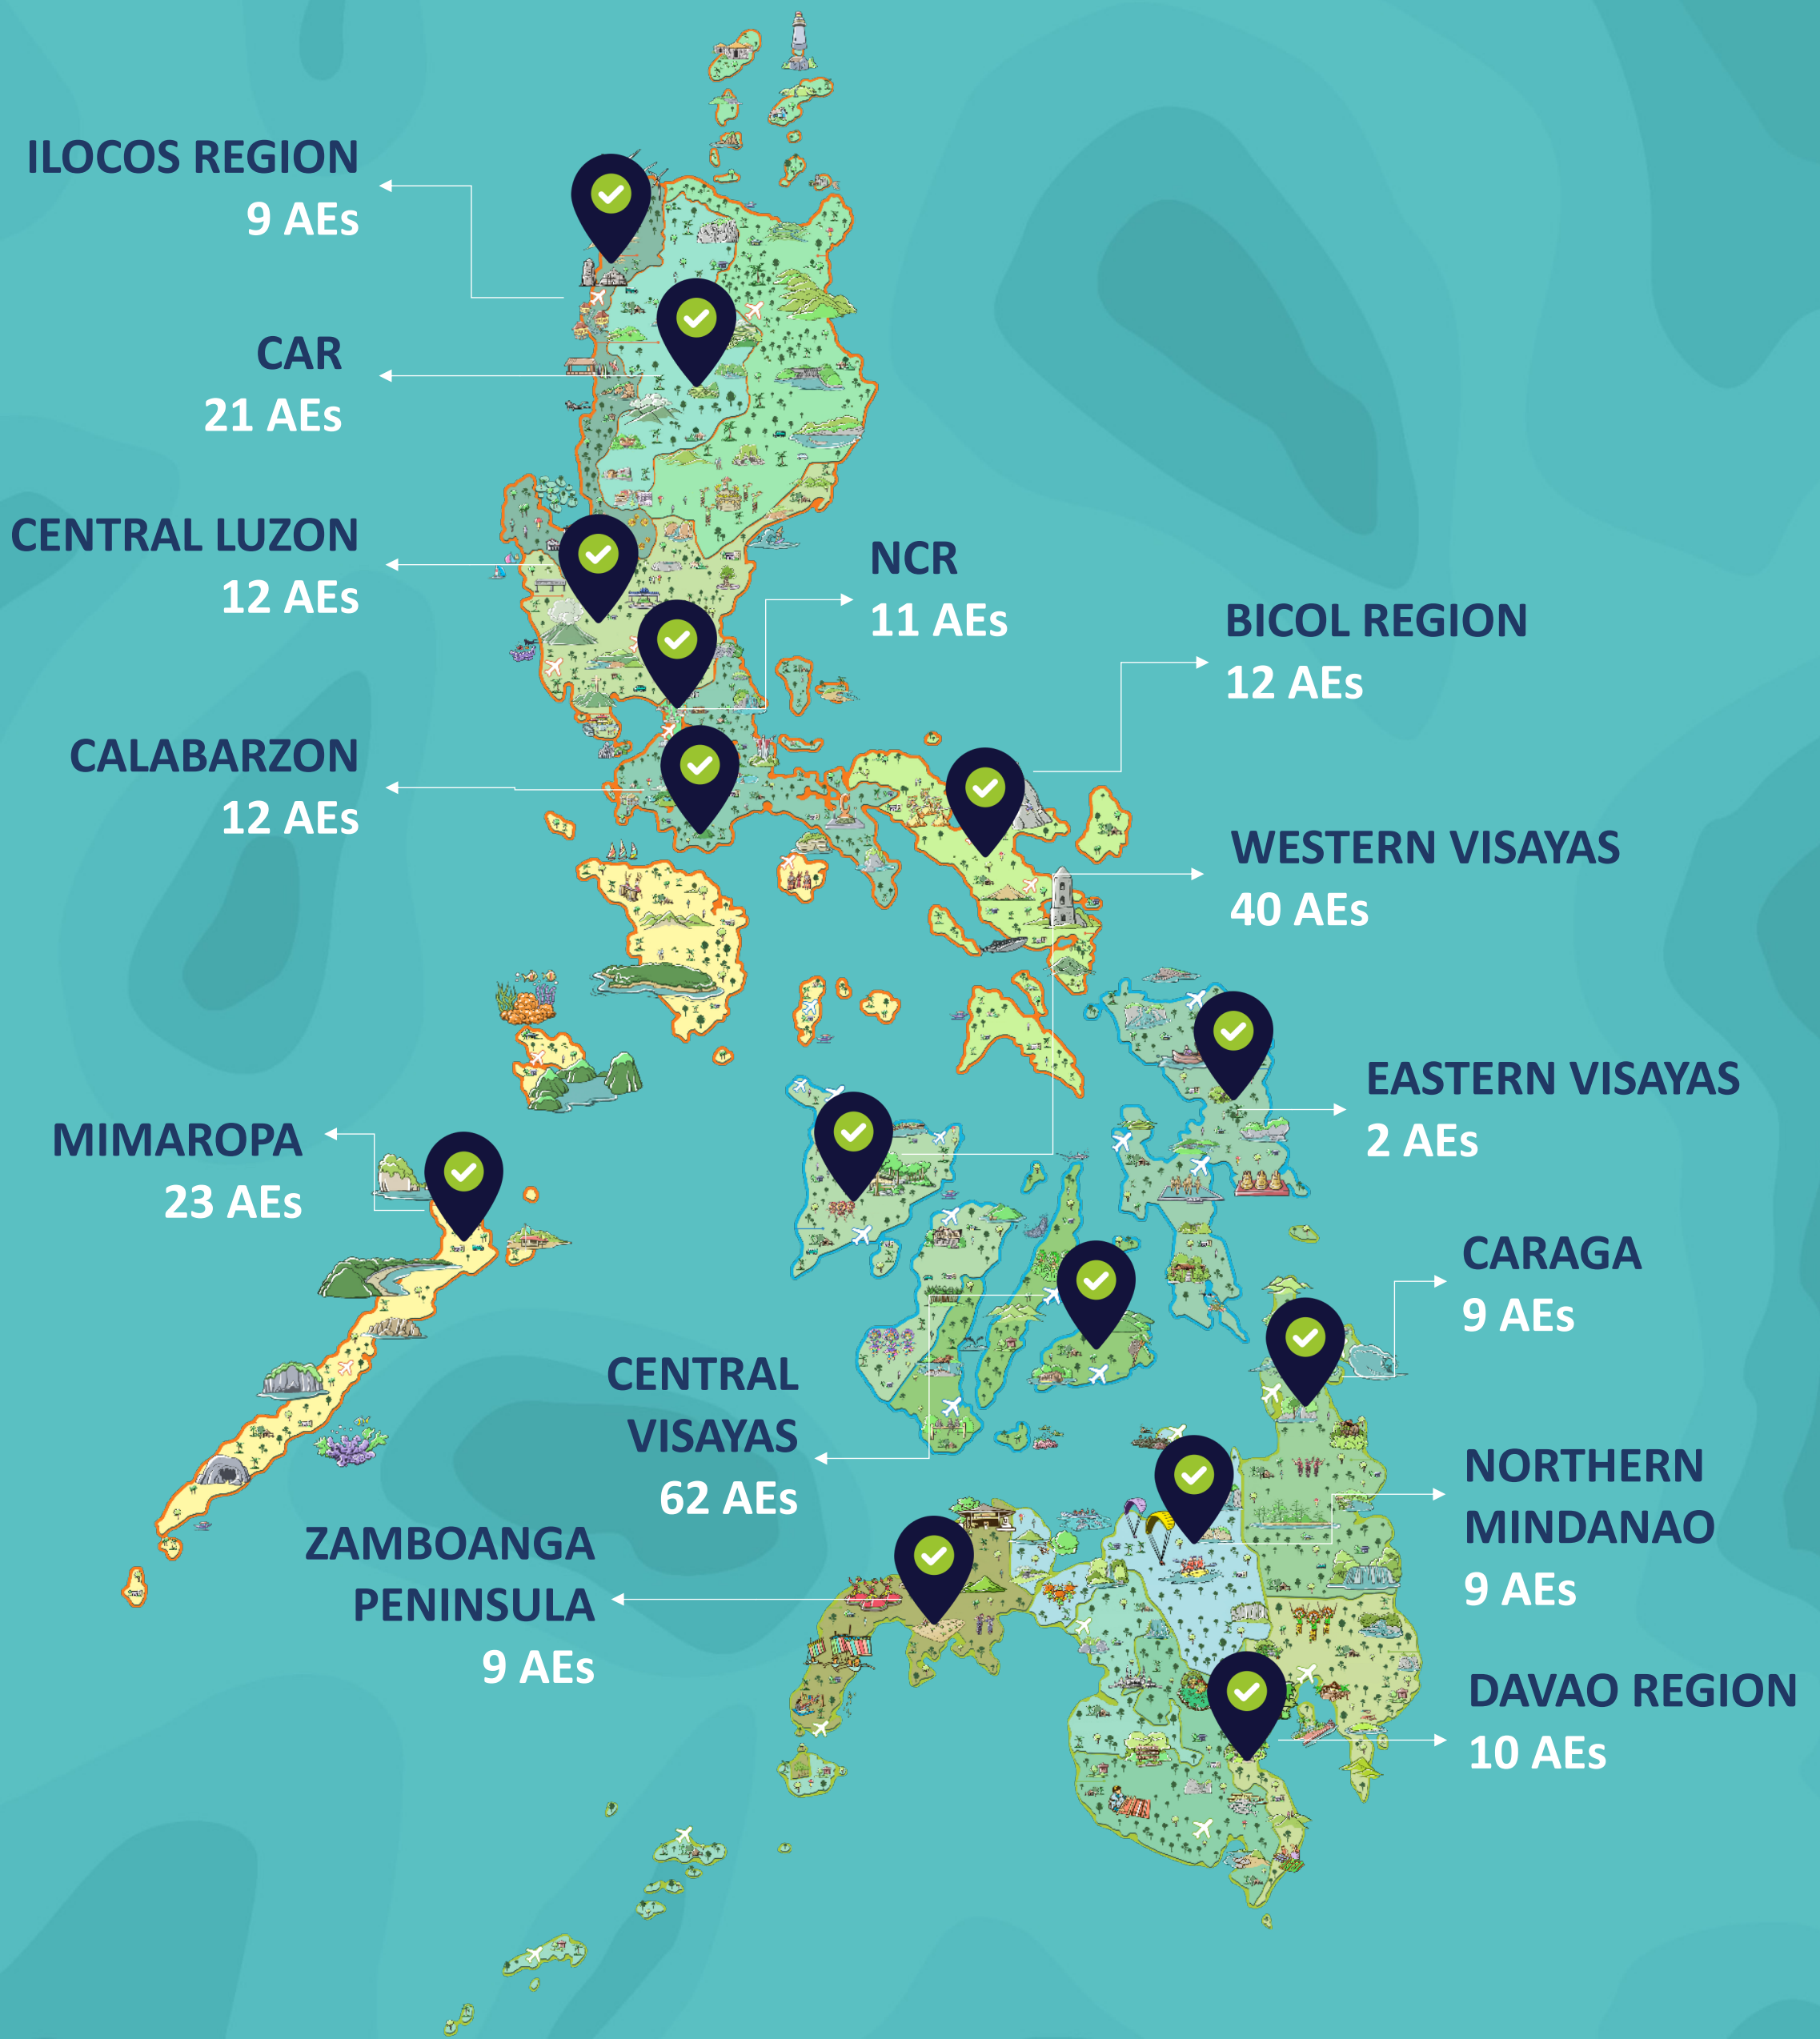 ILOCOS REGION
9 AEs
CAR
21 AEs
CENTRAL LUZON
12 AEs
NCR
11 AEs
BICOL REGION
12 AEs
CALABARZON
12 AEs
WESTERN VISAYAS
40 AEs
EASTERN VISAYAS
2 AEs
MIMAROPA
23 AEs
CARAGA
9 AEs
CENTRAL
VISAYAS
62 AEs
NORTHERN
MINDANAO
9 AEs
ZAMBOANGA
PENINSULA
9 AEs
DAVAO REGION
10 AEs